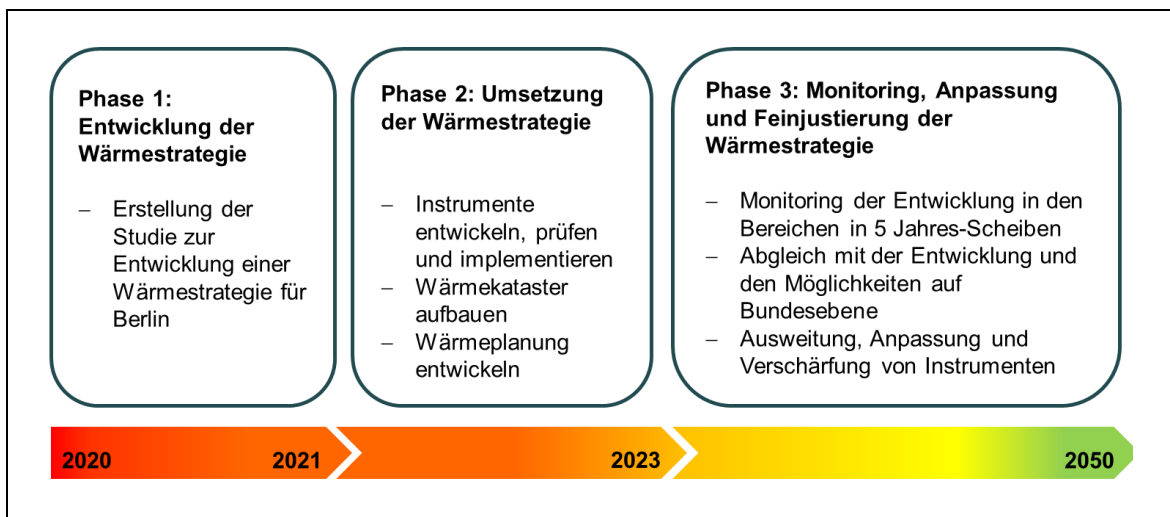 Phase 1:
Entwicklung der
Wärmestrategie
– Erstellung der
Studie zur
Entwicklung einer
Wärmestrategie für
Berlin
Phase 2: Umsetzung
der Wärmestrategie
– Instrumente
entwickeln, prüfen
und implementieren
– Wärmekataster
aufbauen
– Wärmeplanung
entwickeln
Phase 3: Monitoring, Anpassung
und Feinjustierung der
Wärmestrategie
– Monitoring der Entwicklung in den
Bereichen in 5 Jahres-Scheiben
– Abgleich mit der Entwicklung und
den Möglichkeiten auf
Bundesebene
– Ausweitung, Anpassung und
Verschärfung von Instrumenten
2020 2021 2023 2050